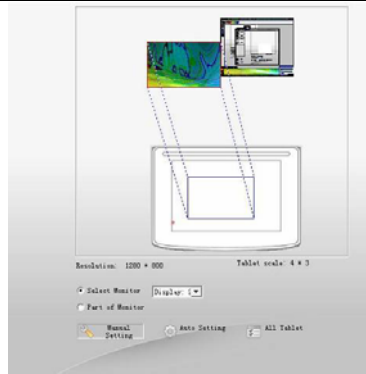 Resolution: 1280 * 800
Tablet scale: 4 * 3
Select Monitor
Display:
Part of Monitor
Manual Setting
Auto Setting
All Tablet